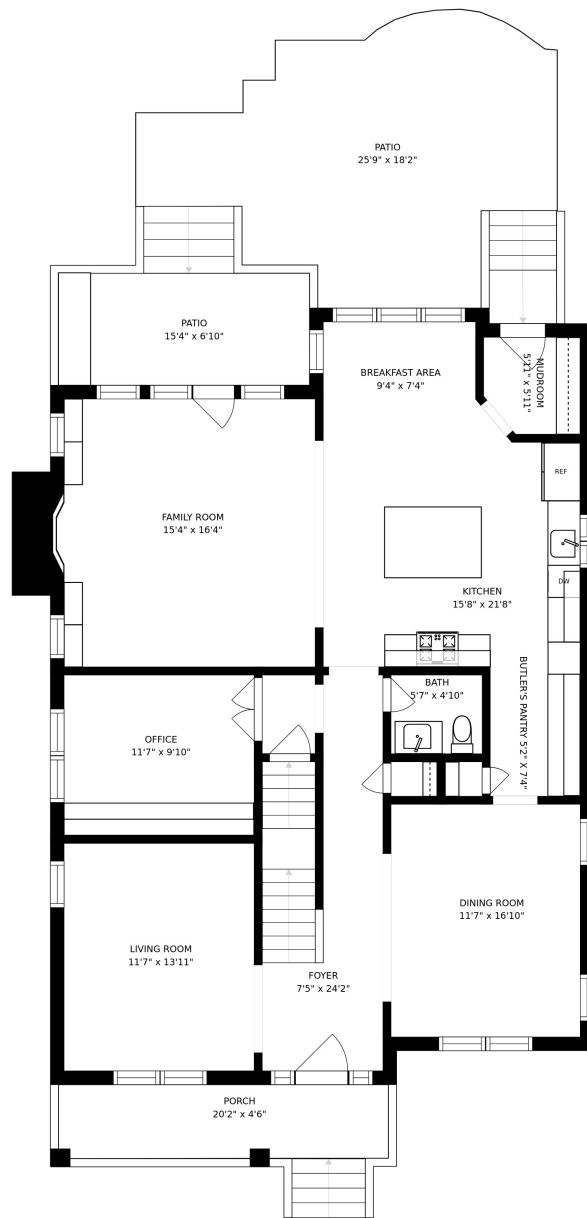 PATIO
25'9" x 18'2"
PATIO
15'4" x 6'10"
BREAKFAST AREA
9'4" x 7'4"
MUDROOM
5'11" x 5'11"
REF
FAMILY ROOM
15'4" x 16'4"
DW
KITCHEN
15'8" x 21'8"
BATH
5'7" x 4'10"
BUTLER'S PANTRY 5'2" x 7'4"
OFFICE
11'7" x 9'10"
DINING ROOM
11'7" x 16'10"
LIVING ROOM
11'7" x 13'11"
FOYER
7'5" x 24'2"
PORCH
20'2" x 4'6"